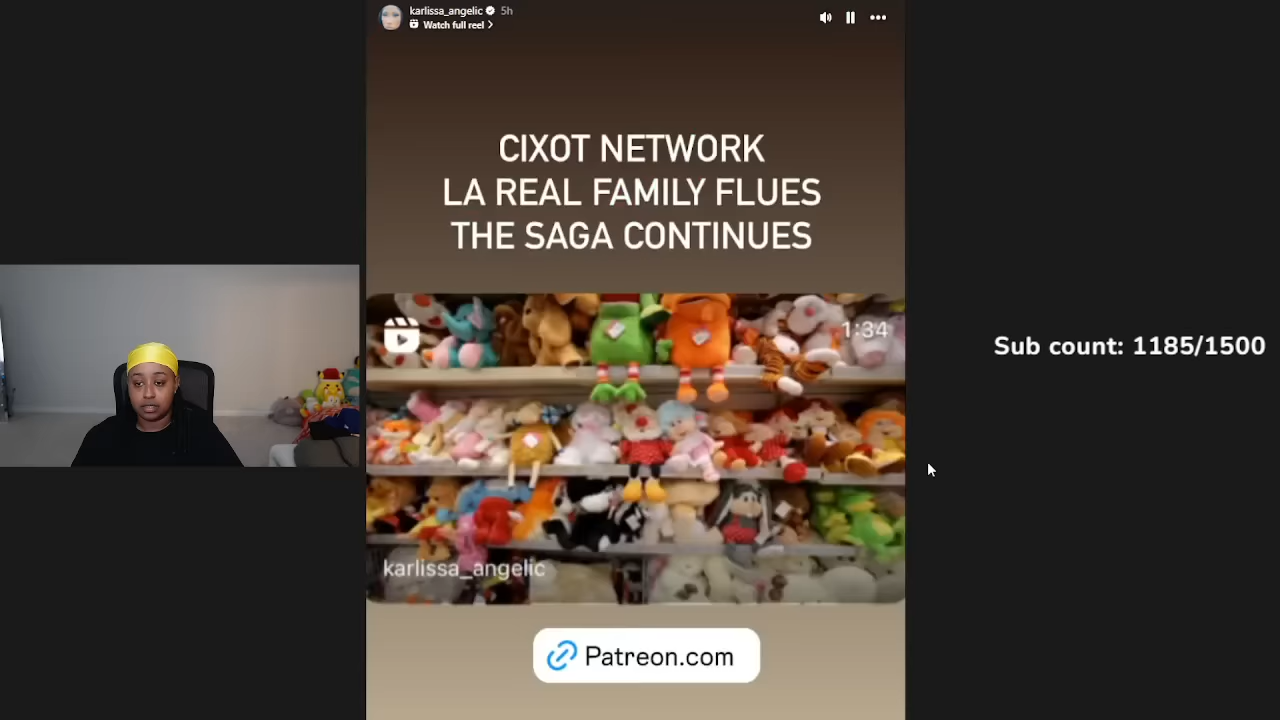 karlissa_angelic 5h
Watch full reel
CIXOT NETWORK
LA REAL FAMILY FLUES
THE SAGA CONTINUES
1:34
Sub count: 1185/1500
karlissa_angelic
Patreon.com